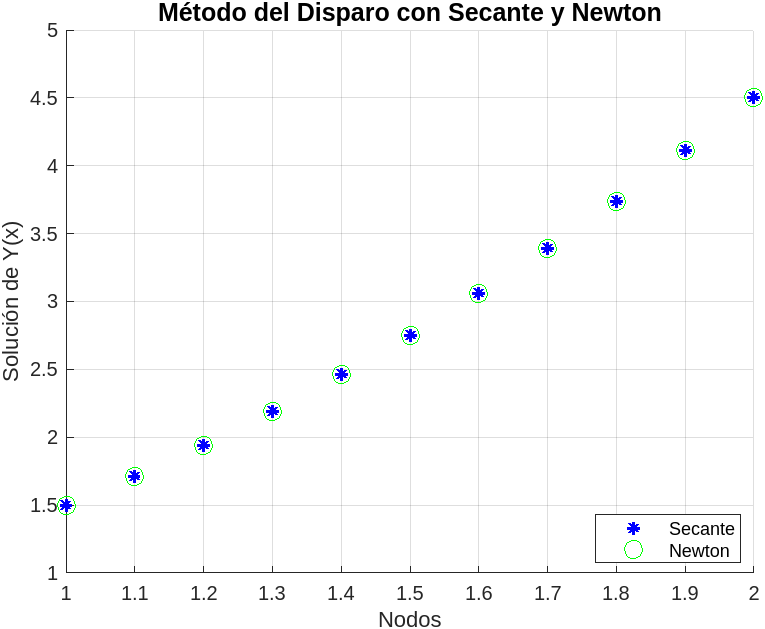 Método del Disparo con Secante y Newton
5
4.5
4
3.5
3
2.5
2
1.5
1
Solución de Y(x)
1 1.1 1.2 1.3 1.4 1.5 1.6 1.7 1.8 1.9 2
Nodos
Secante
Newton